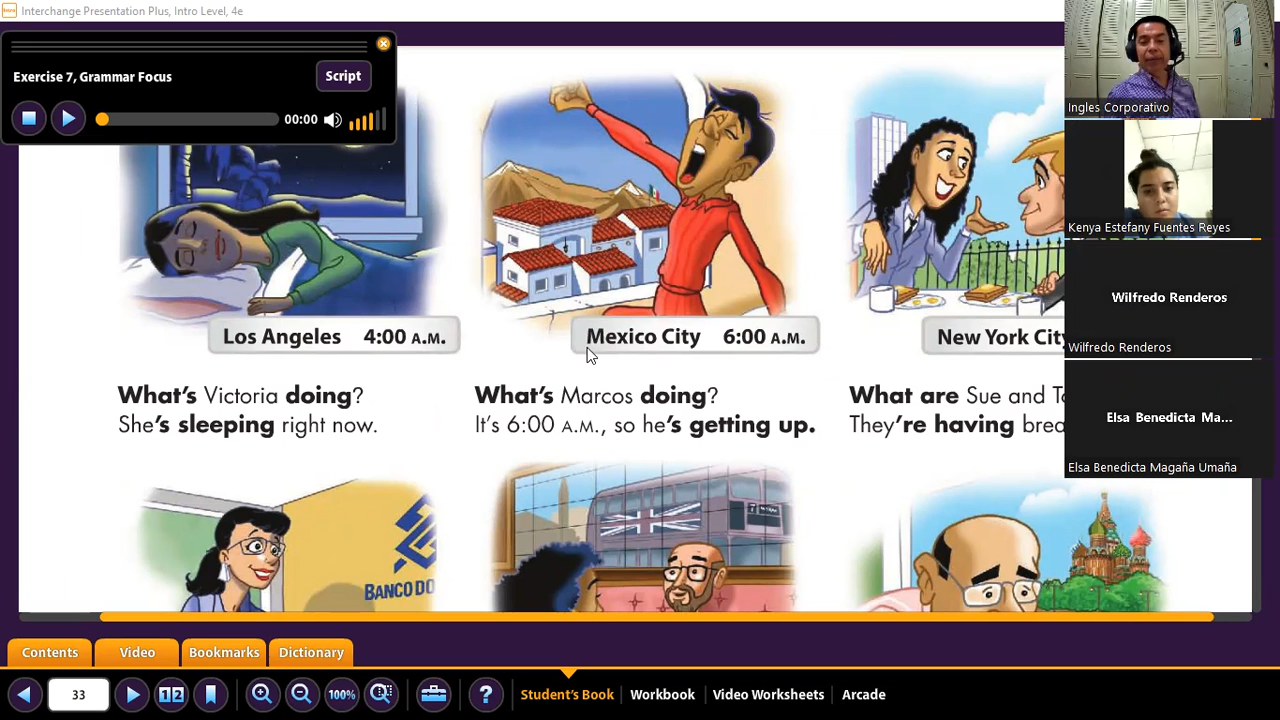 Interchange Presentation Plus, Intro Level, 4e
Exercise 7, Grammar Focus
Script
00:00
Ingles Corporativo
Kenya Estefany Fuentes Reyes
Wilfredo Renderos
Wilfredo Renderos
Elsa Benedicta Ma...
Elsa Benedicta Magaña Umaña
Los Angeles 4:00 A.M.
Mexico City 6:00 A.M.
New York City
What's Victoria doing?
She's sleeping right now.
What's Marcos doing?
It's 6:00 A.M., so he's getting up.
What are Sue and
They're having
BANCO DO
Contents
Video
Bookmarks
Dictionary
33
1 2
100%
?
Student's Book
Workbook
Video Worksheets
Arcade